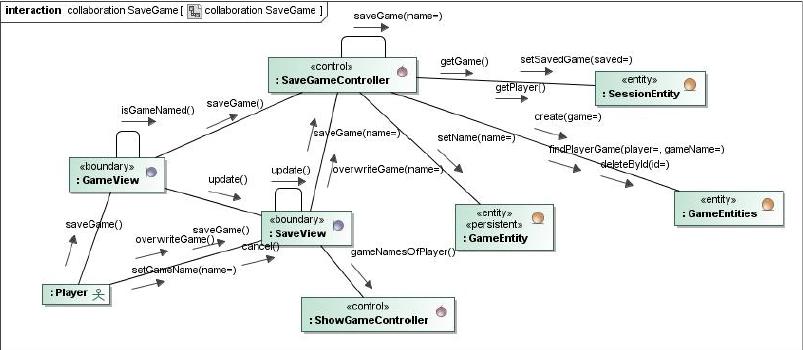 interaction collaboration SaveGame [ collaboration SaveGame ]
saveGame(name=)
«control»
: SaveGameController
getGame()
setSavedGame(saved=)
getPlayer()
«entity»
: SessionEntity
isGameNamed()
saveGame()
saveGame(name=)
setName(name=)
create(game=)
findPlayerGame(player=, gameName=)
deleteById(id=)
«boundary»
: GameView
update()
update()
overwriteGame(name=)
«entity»
: GameEntities
«boundary»
: SaveView
«entity»
«persistent»
: GameEntity
saveGame()
overwriteGame()
saveGame()
cancel()
setGameName(name=)
gameNamesOfPlayer()
: Player
«control»
: ShowGameController